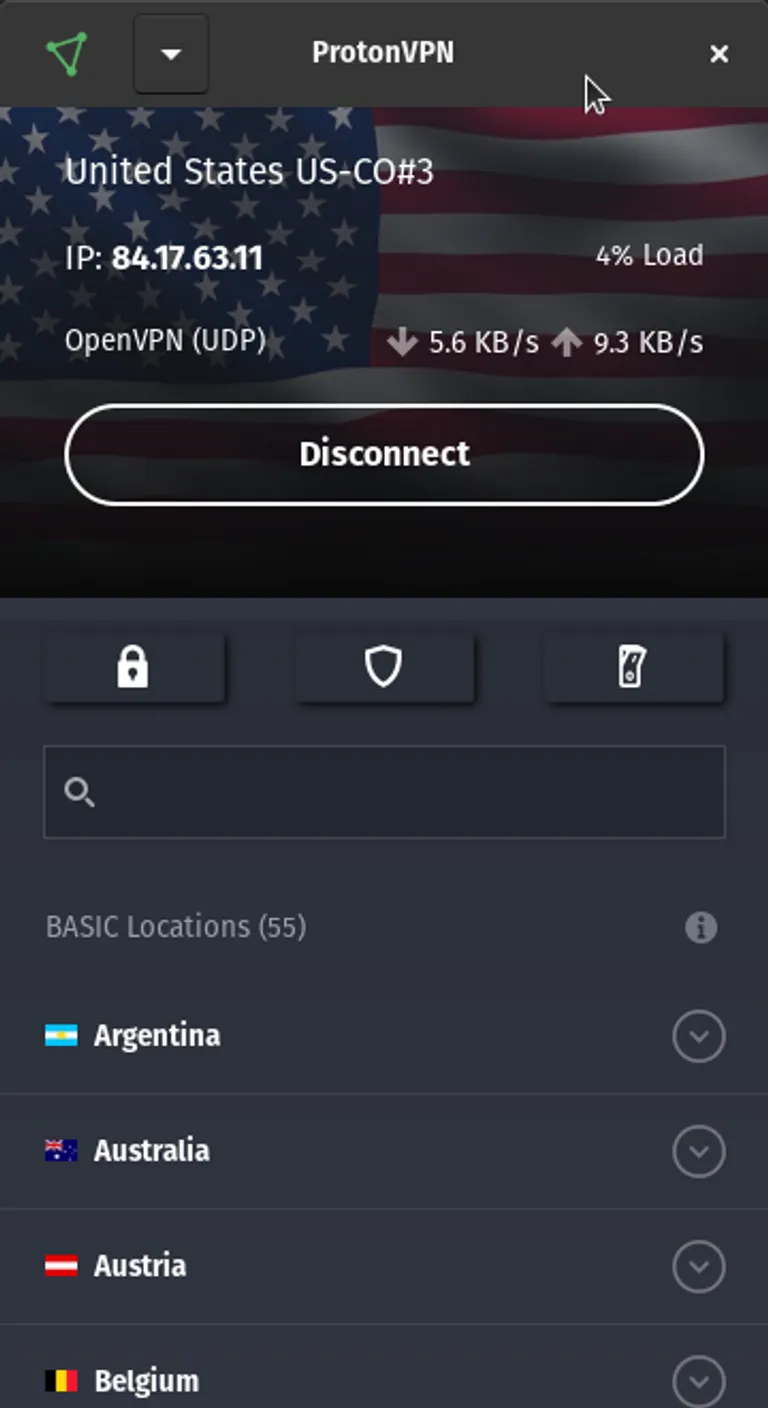 ProtonVPN
United States US-CO#3
IP: 84.17.63.11 4% Load
OpenVPN (UDP) 5.6 KB/s 9.3 KB/s
Disconnect
BASIC Locations (55)
Argentina
Australia
Austria
Belgium